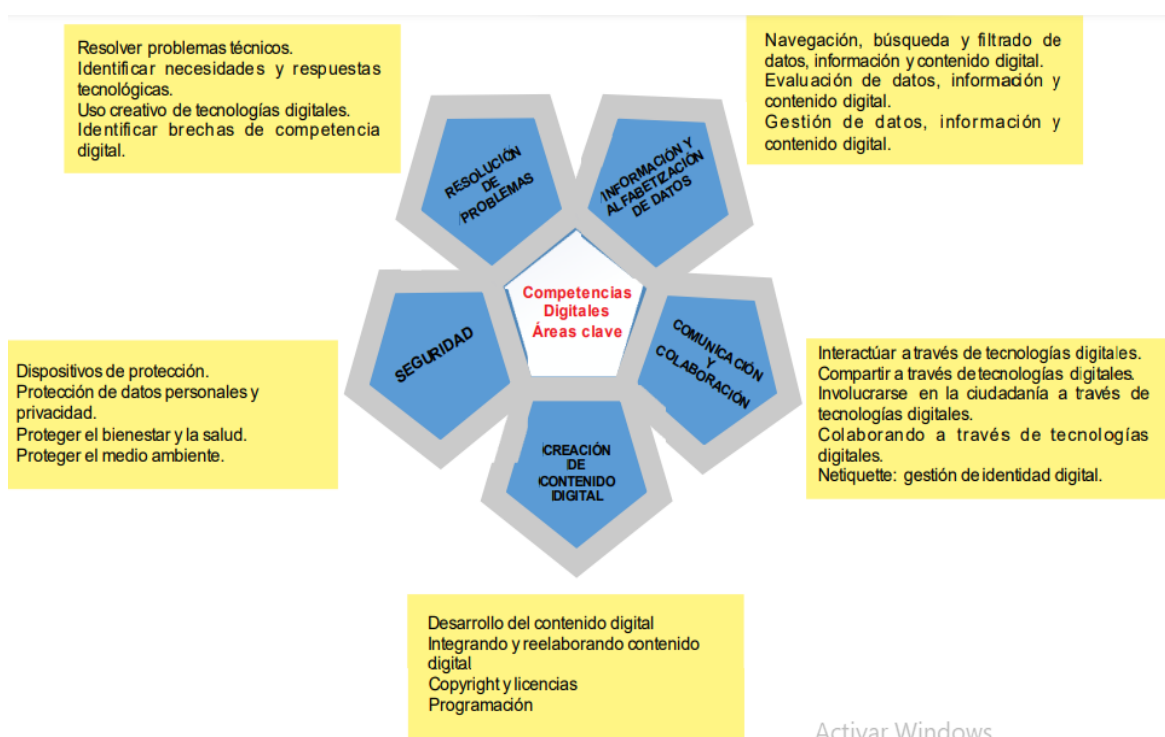 Resolver problemas técnicos.
Identificar necesidades y respuestas
tecnológicas.
Uso creativo de tecnologías digitales.
Identificar brechas de competencia
digital.
Navegación, búsqueda y filtrado de
datos, información y contenido digital.
Evaluación de datos, información y
contenido digital.
Gestión de datos, información y
contenido digital.
RESOLUCIÓN
DE
PROBLEMAS
INFORMACIÓN Y
ALFABETIZACIÓN
DE DATOS
Competencias
Digitales
Áreas clave
SEGURIDAD
COMUNICACIÓN
Y
COLABORACIÓN
Dispositivos de protección.
Protección de datos personales y
privacidad.
Proteger el bienestar y la salud.
Proteger el medio ambiente.
Interactúar a través de tecnologías digitales.
Compartir a través de tecnologías digitales.
Involucrarse en la ciudadanía a través de
tecnologías digitales.
Colaborando a través de tecnologías
digitales.
Netiquette: gestión de identidad digital.
CREACIÓN
DE
CONTENIDO
DIGITAL
Desarrollo del contenido digital
Integrando y reelaborando contenido
digital
Copyright y licencias
Programación
Activar Windows